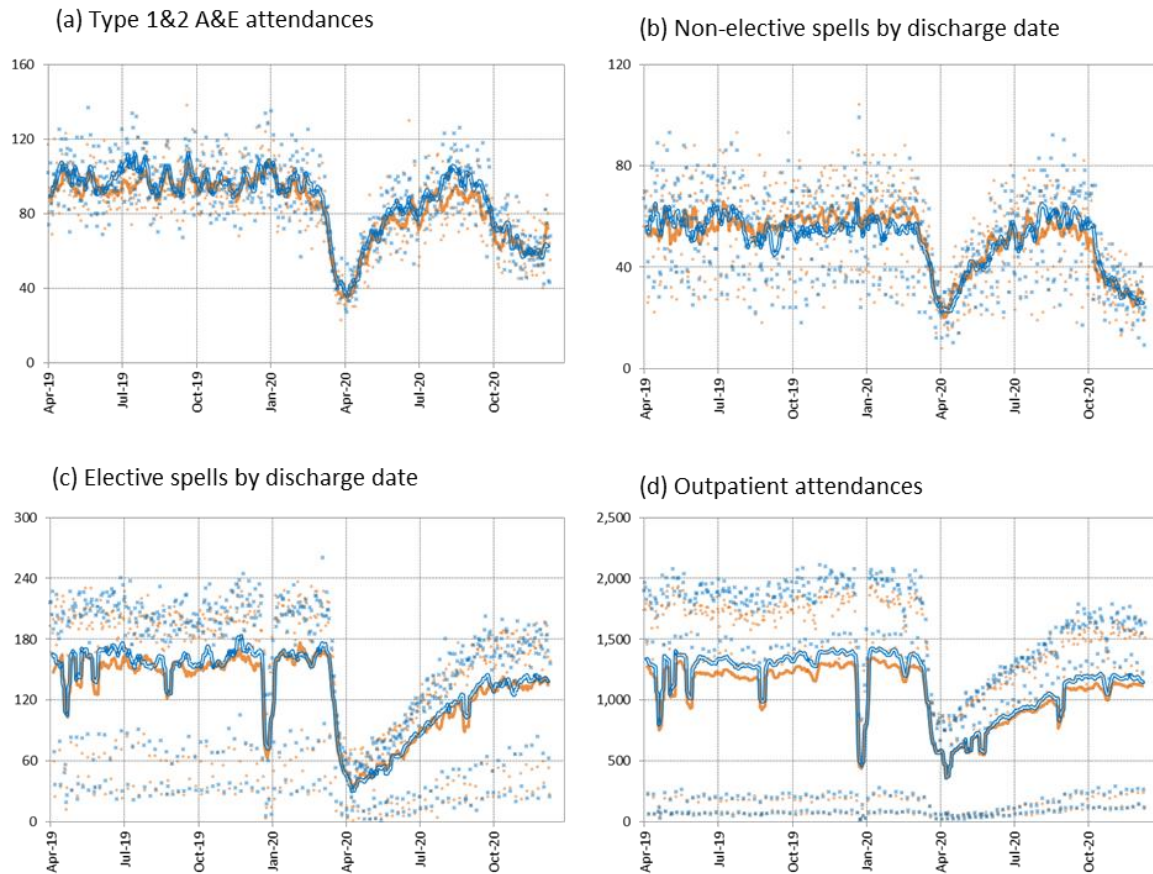 (a) Type 1&2 A&E attendances
160
120
80
40
0
Apr-19
Jul-19
Oct-19
Jan-20
Apr-20
Jul-20
Oct-20
(b) Non-elective spells by discharge date
120
80
40
0
Apr-19
Jul-19
Oct-19
Jan-20
Apr-20
Jul-20
Oct-20
(c) Elective spells by discharge date
300
240
180
120
60
0
Apr-19
Jul-19
Oct-19
Jan-20
Apr-20
Jul-20
Oct-20
(d) Outpatient attendances
2,500
2,000
1,500
1,000
500
0
Apr-19
Jul-19
Oct-19
Jan-20
Apr-20
Jul-20
Oct-20